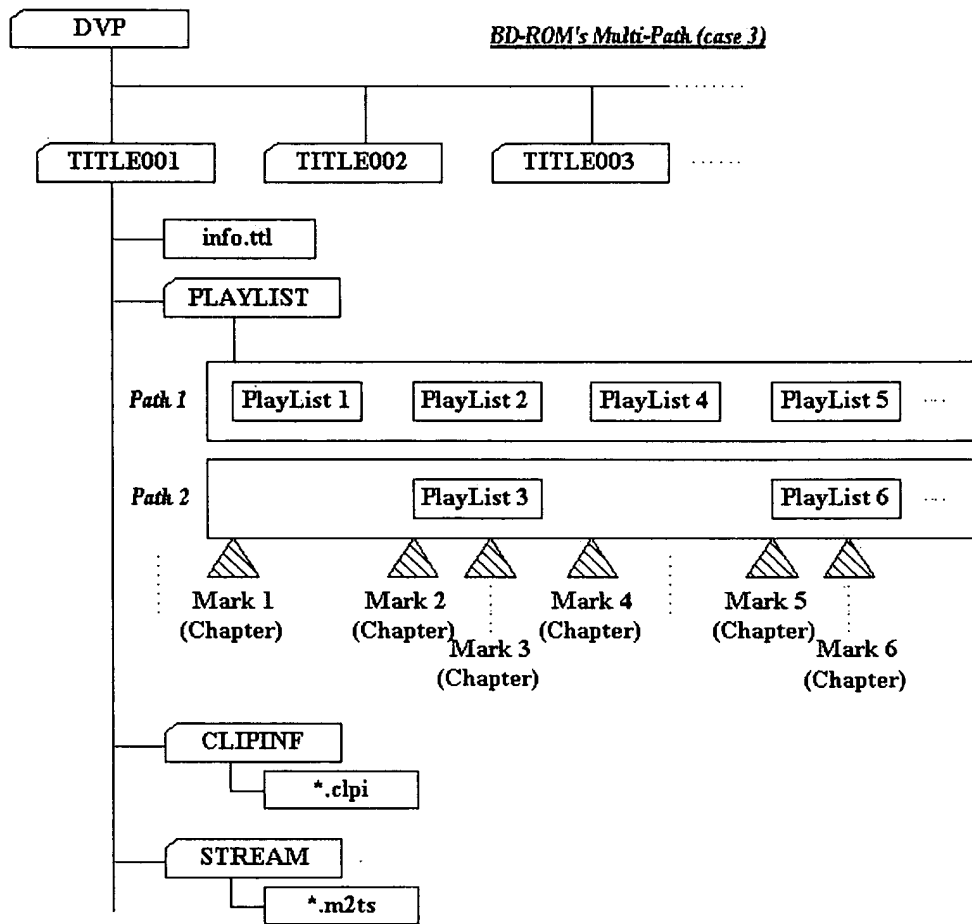 DVP
BD-ROM's Multi-Path (case 3)
TITLE001
TITLE002
TITLE003
info.ttl
PLAYLIST
Path 1
PlayList 1
PlayList 2
PlayList 4
PlayList 5
Path 2
PlayList 3
PlayList 6
Mark 1
(Chapter)
Mark 2
(Chapter)
Mark 3
(Chapter)
Mark 4
(Chapter)
Mark 5
(Chapter)
Mark 6
(Chapter)
CLIPINF
*.clpi
STREAM
*.m2ts